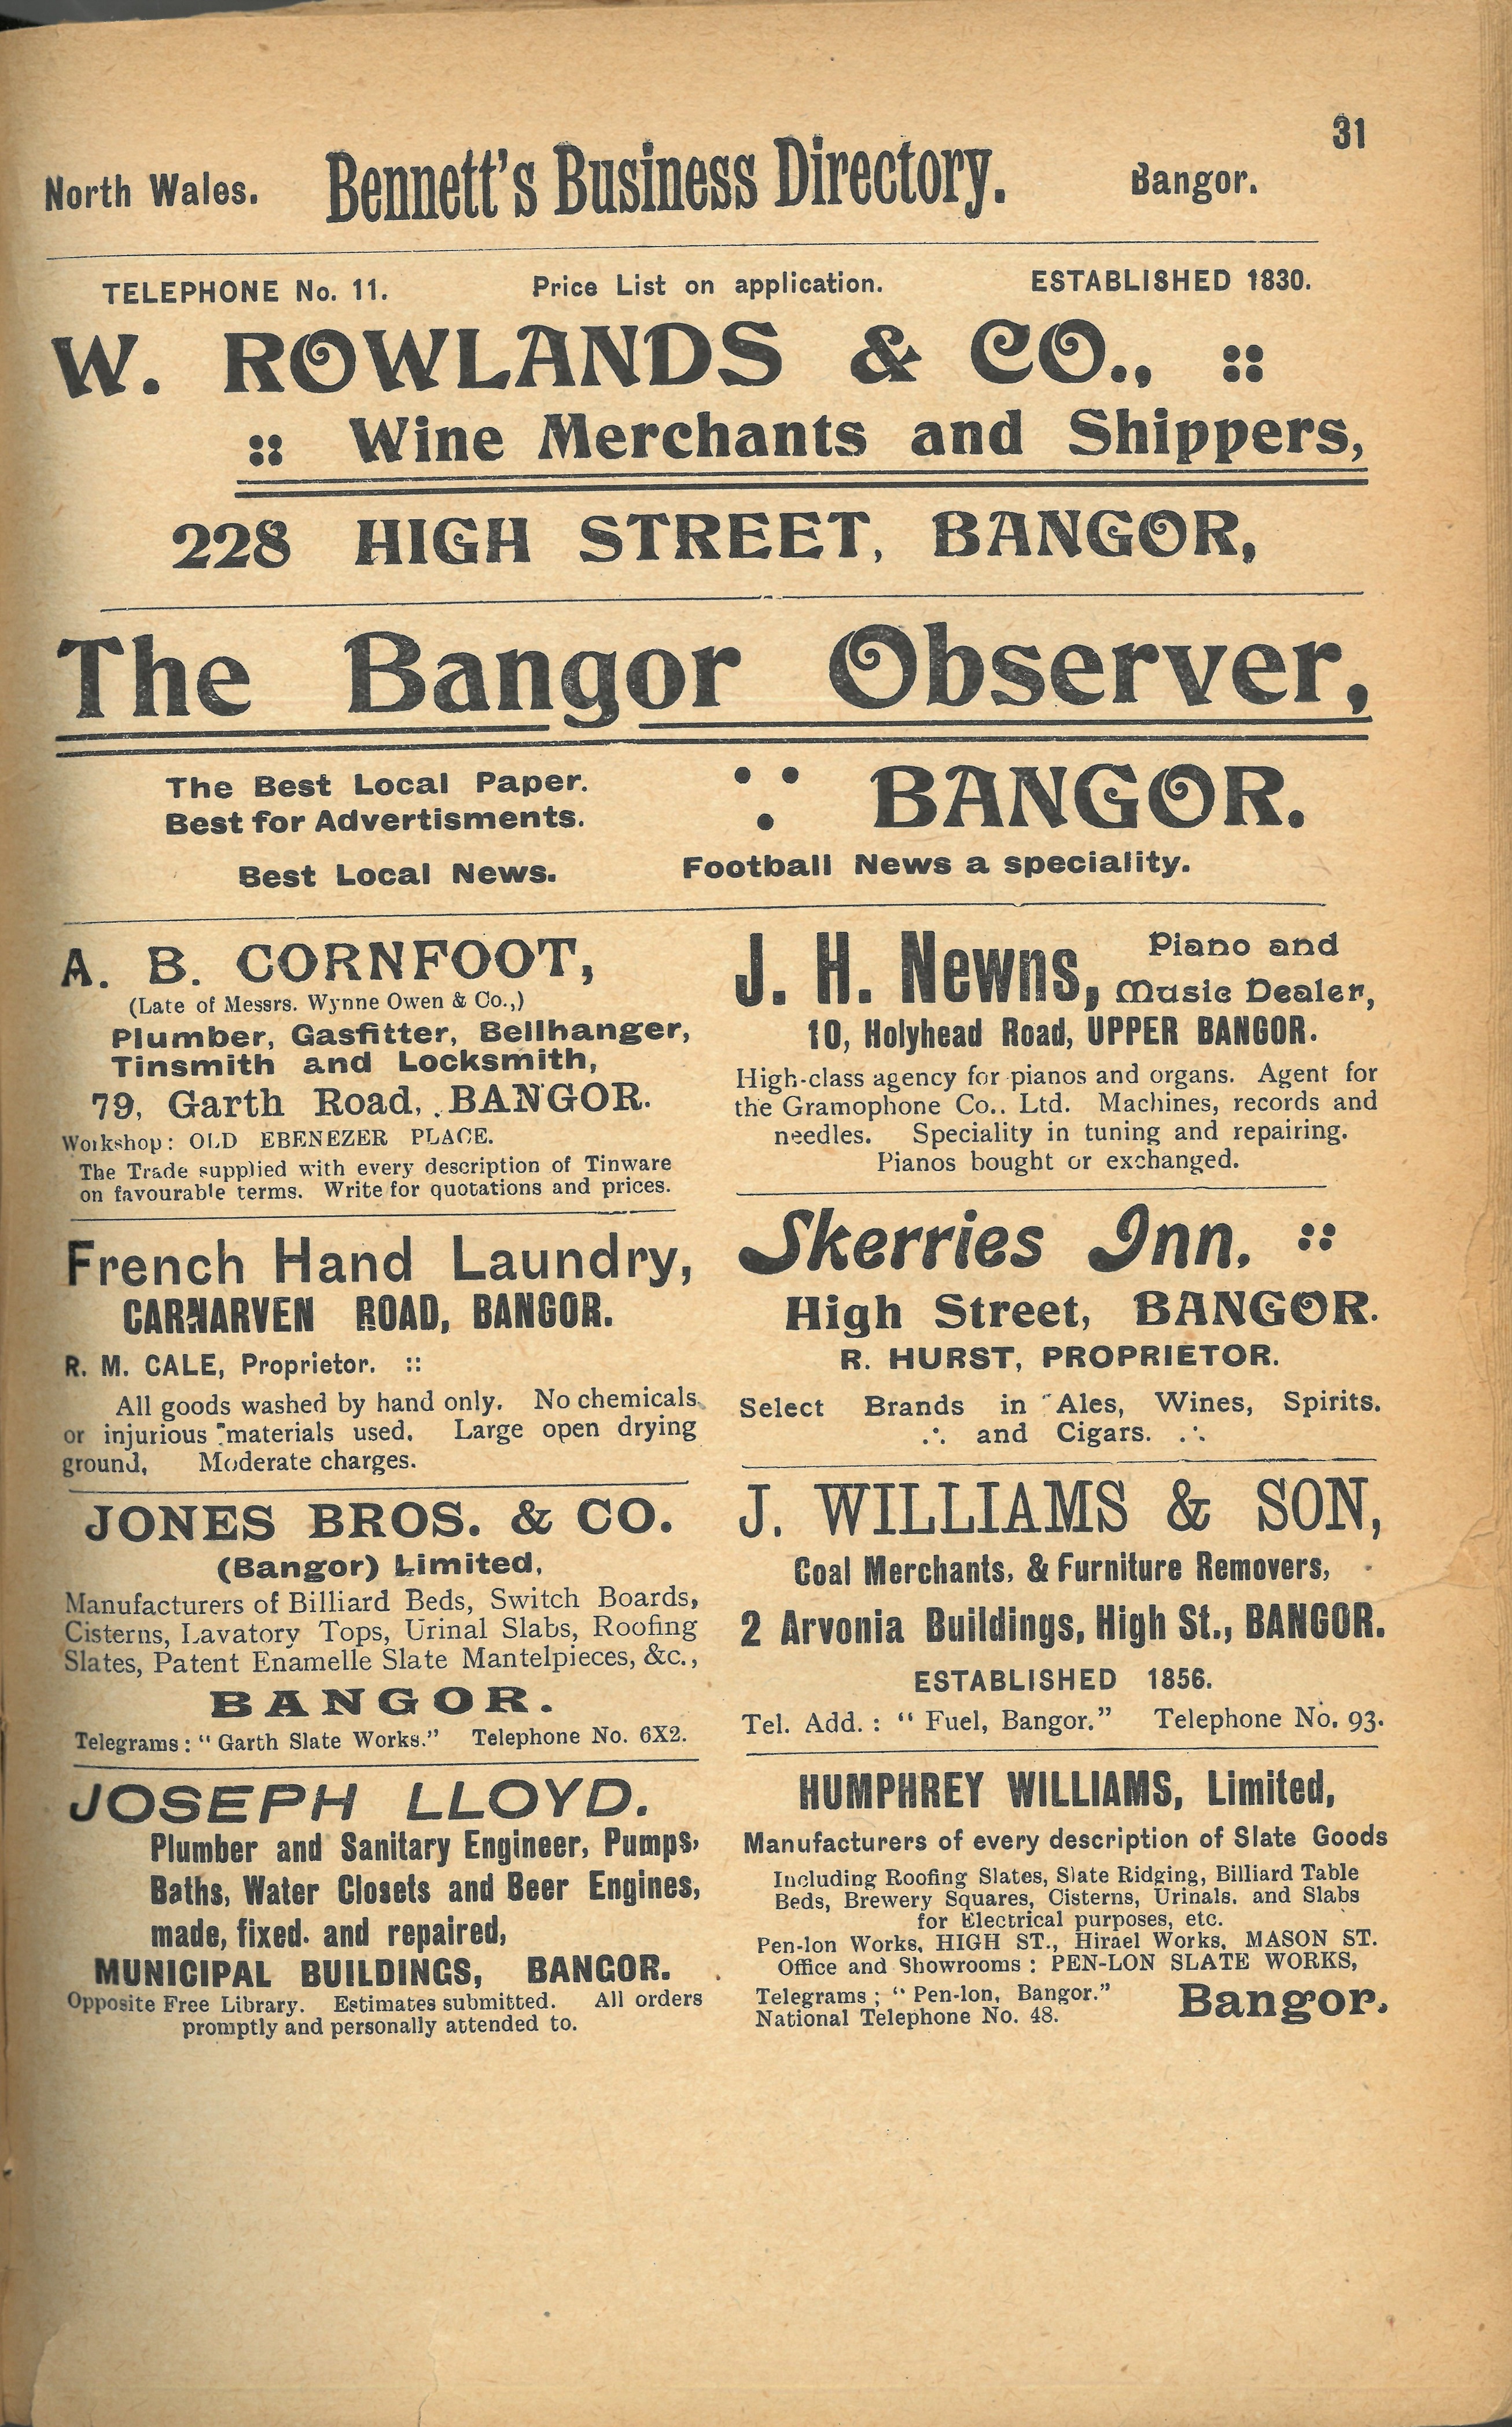 31
North Wales. Bennett's Business Directory. Bangor.
TELEPHONE No. 11. Price List on application. ESTABLISHED 1830.
W. ROWLANDS & CO., ::
:: Wine Merchants and Shippers,
228 HIGH STREET, BANGOR,
The Bangor Observer,
The Best Local Paper.
Best for Advertisments.
BANGOR.
Best Local News. Football News a speciality.
A. B. CORNFOOT,
(Late of Messrs. Wynne Owen & Co.,)
Plumber, Gasfitter, Bellhanger,
Tinsmith and Locksmith,
79, Garth Road, BANGOR.
Workshop: OLD EBENEZER PLACE.
The Trade supplied with every description of Tinware
on favourable terms. Write for quotations and prices.
French Hand Laundry,
CARNARVEN ROAD, BANGOR.
R. M. CALE, Proprietor. ::
All goods washed by hand only. No chemicals
or injurious materials used. Large open drying
ground, Moderate charges.
JONES BROS. & CO.
(Bangor) Limited,
Manufacturers of Billiard Beds, Switch Boards,
Cisterns, Lavatory Tops, Urinal Slabs, Roofing
Slates, Patent Enamelle Slate Mantelpieces, &c.,
BANGOR.
Telegrams: "Garth Slate Works." Telephone No. 6X2.
JOSEPH LLOYD.
Plumber and Sanitary Engineer, Pumps,
Baths, Water Closets and Beer Engines,
made, fixed. and repaired,
MUNICIPAL BUILDINGS, BANGOR.
Opposite Free Library. Estimates submitted. All orders
promptly and personally attended to.
J. H. Newns, Piano and
Music Dealer,
10, Holyhead Road, UPPER BANGOR.
High-class agency for pianos and organs. Agent for
the Gramophone Co.. Ltd. Machines, records and
needles. Speciality in tuning and repairing.
Pianos bought or exchanged.
Skerries Inn. ::
High Street, BANGOR.
R. HURST, PROPRIETOR.
Select Brands in Ales, Wines, Spirits.
∴ and Cigars. ∴
J. WILLIAMS & SON,
Coal Merchants, & Furniture Removers,
2 Arvonia Buildings, High St., BANGOR.
ESTABLISHED 1856.
Tel. Add.: "Fuel, Bangor." Telephone No. 93.
HUMPHREY WILLIAMS, Limited,
Manufacturers of every description of Slate Goods
Including Roofing Slates, Slate Ridging, Billiard Table
Beds, Brewery Squares, Cisterns, Urinals. and Slabs
for Electrical purposes, etc.
Pen-lon Works, HIGH ST., Hirael Works, MASON ST.
Office and Showrooms: PEN-LON SLATE WORKS,
Telegrams; "Pen-lon, Bangor."
National Telephone No. 48.
Bangor.